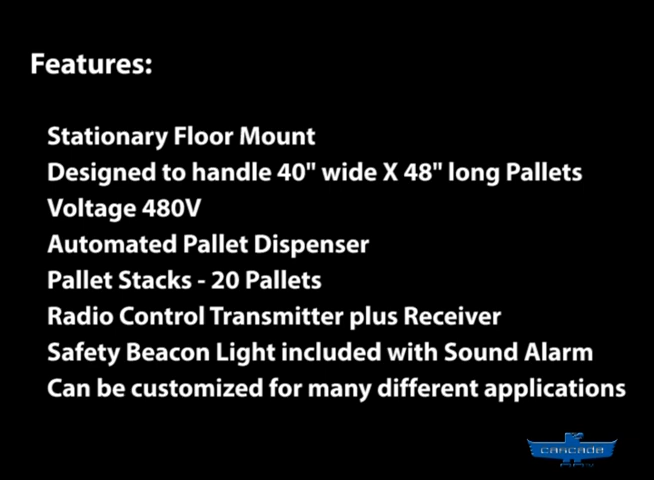 Features:
Stationary Floor Mount
Designed to handle 40" wide X 48" long Pallets
Voltage 480V
Automated Pallet Dispenser
Pallet Stacks - 20 Pallets
Radio Control Transmitter plus Receiver
Safety Beacon Light included with Sound Alarm
Can be customized for many different applications
cascade